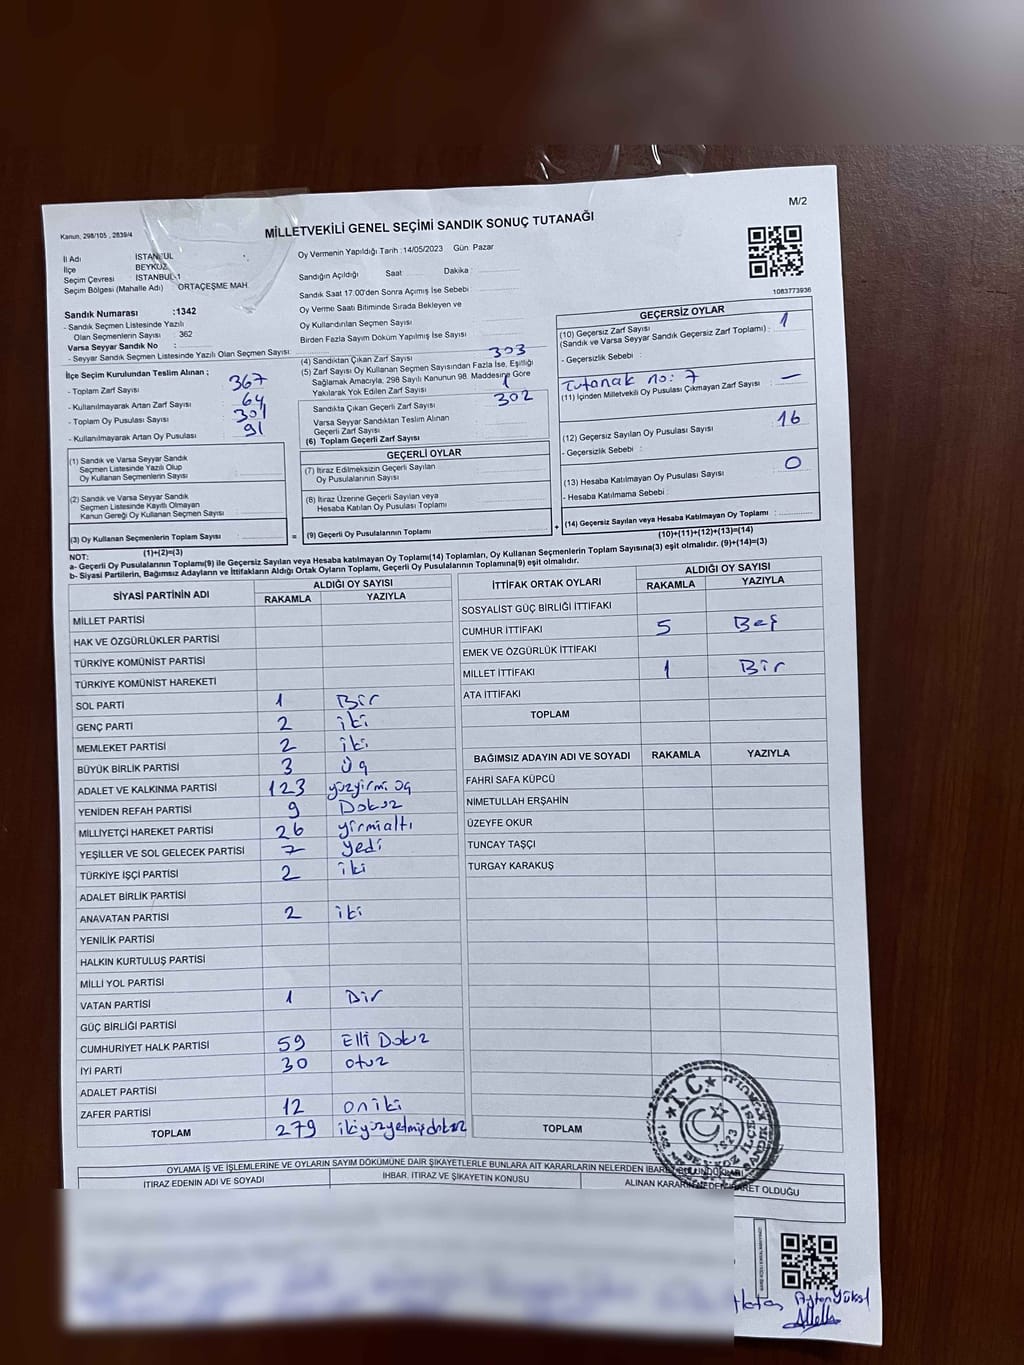 M/2
Kanun, 298/105 , 2839/4
MİLLETVEKİLİ GENEL SEÇİMİ SANDIK SONUÇ TUTANAĞI
İl Adı İSTANBUL
İlçe BEYKOZ
Seçim Çevresi İSTANBUL-1
Seçim Bölgesi (Mahalle Adı) ORTAÇEŞME MAH.
Sandık Numarası :1342
- Sandık Seçmen Listesinde Yazılı
Olan Seçmenlerin Sayısı : 362
Varsa Seyyar Sandık No :
- Seyyar Sandık Seçmen Listesinde Yazılı Olan Seçmen Sayısı:
İlçe Seçim Kurulundan Teslim Alınan ;
- Toplam Zarf Sayısı : 367
- Kullanılmayarak Artan Zarf Sayısı : 64
- Toplam Oy Pusulası Sayısı : 301
- Kullanılmayarak Artan Oy Pusulası : 91
(1) Sandık ve Varsa Seyyar Sandık
Seçmen Listesinde Yazılı Olup
Oy Kullanan Seçmenlerin Sayısı :
(2) Sandık ve Varsa Seyyar Sandık
Seçmen Listesinde Kayıtlı Olmayan
Kanun Gereği Oy Kullanan Seçmen Sayısı :
(3) Oy Kullanan Seçmenlerin Toplam Sayısı :
(1)+(2)=(3)
Oy Vermenin Yapıldığı Tarih :14/05/2023 Gün: Pazar
Sandığın Açıldığı Saat : Dakika :
Sandık Saat 17.00'den Sonra Açımış İse Sebebi :
Oy Verme Saati Bitiminde Sırada Bekleyen ve
Oy Kullandırılan Seçmen Sayısı :
Birden Fazla Sayım Döküm Yapılmış İse Sayısı :
(4) Sandıktan Çıkan Zarf Sayısı : 303
(5) Zarf Sayısı Oy Kullanan Seçmen Sayısından Fazla İse, Eşitliği
Sağlamak Amacıyla, 298 Sayılı Kanunun 98. Maddesine Göre
Yakılarak Yok Edilen Zarf Sayısı : 1
Sandıkta Çıkan Geçerli Zarf Sayısı : 302
Varsa Seyyar Sandıktan Teslim Alınan
Geçerli Zarf Sayısı :
(6) Toplam Geçerli Zarf Sayısı :
GEÇERLİ OYLAR
(7) İtiraz Edilmeksizin Geçerli Sayılan
Oy Pusulalarının Sayısı :
(8) İtiraz Üzerine Geçerli Sayılan veya
Hesaba Katılan Oy Pusulası Toplamı :
= (9) Geçerli Oy Pusulalarının Toplamı :
1083773936
GEÇERSİZ OYLAR
(10) Geçersiz Zarf Sayısı
(Sandık ve Varsa Seyyar Sandık Geçersiz Zarf Toplamı) : 1
- Geçersizlik Sebebi :
Tutanak no: 7
(11) İçinden Milletvekili Oy Pusulası Çıkmayan Zarf Sayısı : —
(12) Geçersiz Sayılan Oy Pusulası Sayısı : 16
- Geçersizlik Sebebi :
(13) Hesaba Katılmayan Oy Pusulası Sayısı : 0
- Hesaba Katılmama Sebebi :
+ (14) Geçersiz Sayılan veya Hesaba Katılmayan Oy Toplamı :
(10)+(11)+(12)+(13)=(14)
NOT:
a- Geçerli Oy Pusulalarının Toplamı(9) ile Geçersiz Sayılan veya Hesaba katılmayan Oy Toplamı(14) Toplamları, Oy Kullanan Seçmenlerin Toplam Sayısına(3) eşit olmalıdır. (9)+(14)=(3)
b- Siyasi Partilerin, Bağımsız Adayların ve İttifakların Aldığı Ortak Oyların Toplamı, Geçerli Oy Pusulalarının Toplamına(9) eşit olmalıdır.
SİYASİ PARTİNİN ADI ALDIĞI OY SAYISI
RAKAMLA YAZIYLA
MİLLET PARTİSİ
HAK VE ÖZGÜRLÜKLER PARTİSİ
TÜRKİYE KOMÜNİST PARTİSİ
TÜRKİYE KOMÜNİST HAREKETİ
SOL PARTİ 1 Bir
GENÇ PARTİ 2 iki
MEMLEKET PARTİSİ 2 iki
BÜYÜK BİRLİK PARTİSİ 3 üç
ADALET VE KALKINMA PARTİSİ 123 yüzyirmi üç
YENİDEN REFAH PARTİSİ 9 Dokuz
MİLLİYETÇİ HAREKET PARTİSİ 26 yirmialtı
YEŞİLLER VE SOL GELECEK PARTİSİ 7 yedi
TÜRKİYE İŞÇİ PARTİSİ 2 iki
ADALET BİRLİK PARTİSİ
ANAVATAN PARTİSİ 2 iki
YENİLİK PARTİSİ
HALKIN KURTULUŞ PARTİSİ
MİLLİ YOL PARTİSİ
VATAN PARTİSİ 1 Bir
GÜÇ BİRLİĞİ PARTİSİ
CUMHURİYET HALK PARTİSİ 59 Elli Dokuz
İYİ PARTİ 30 otuz
ADALET PARTİSİ
ZAFER PARTİSİ 12 oniki
TOPLAM 279 ikiyüzyetmişdokuz
İTTİFAK ORTAK OYLARI ALDIĞI OY SAYISI
RAKAMLA YAZIYLA
SOSYALİST GÜÇ BİRLİĞİ İTTİFAKI
CUMHUR İTTİFAKI 5 Beş
EMEK VE ÖZGÜRLÜK İTTİFAKI
MİLLET İTTİFAKI 1 Bir
ATA İTTİFAKI
TOPLAM
BAĞIMSIZ ADAYIN ADI VE SOYADI RAKAMLA YAZIYLA
FAHRİ SAFA KÜPCÜ
NİMETULLAH ERŞAHİN
ÜZEYFE OKUR
TUNCAY TAŞÇI
TURGAY KARAKUŞ
TOPLAM
T.C.
1923
OYLAMA İŞ VE İŞLEMLERİNE VE OYLARIN SAYIM DÖKÜMÜNE DAİR ŞİKAYETLERLE BUNLARA AİT KARARLARIN NELERDEN İBARET BULUNDUKLARI
İTİRAZ EDENİN ADI VE SOYADI İHBAR, İTİRAZ VE ŞİKAYETİN KONUSU ALINAN KARARIN NEDEN İBARET OLDUĞU
Ayten Yüksel